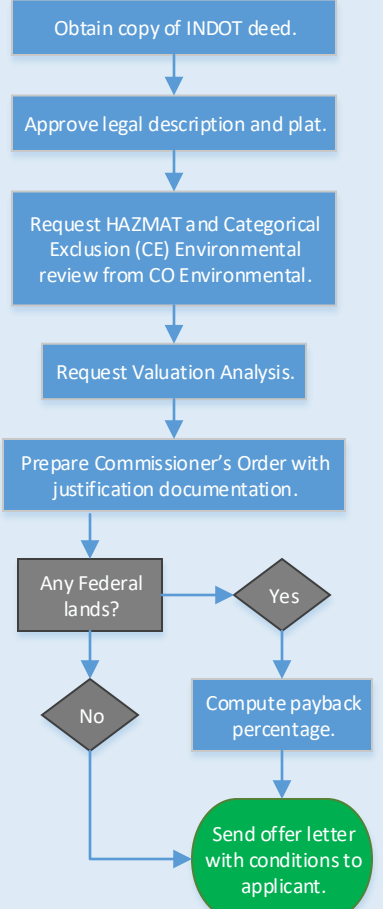 Obtain copy of INDOT deed.
Approve legal description and plat.
Request HAZMAT and Categorical
Exclusion (CE) Environmental
review from CO Environmental.
Request Valuation Analysis.
Prepare Commissioner's Order with
justification documentation.
Any Federal
lands?
Yes
No
Compute payback
percentage.
Send offer letter
with conditions to
applicant.